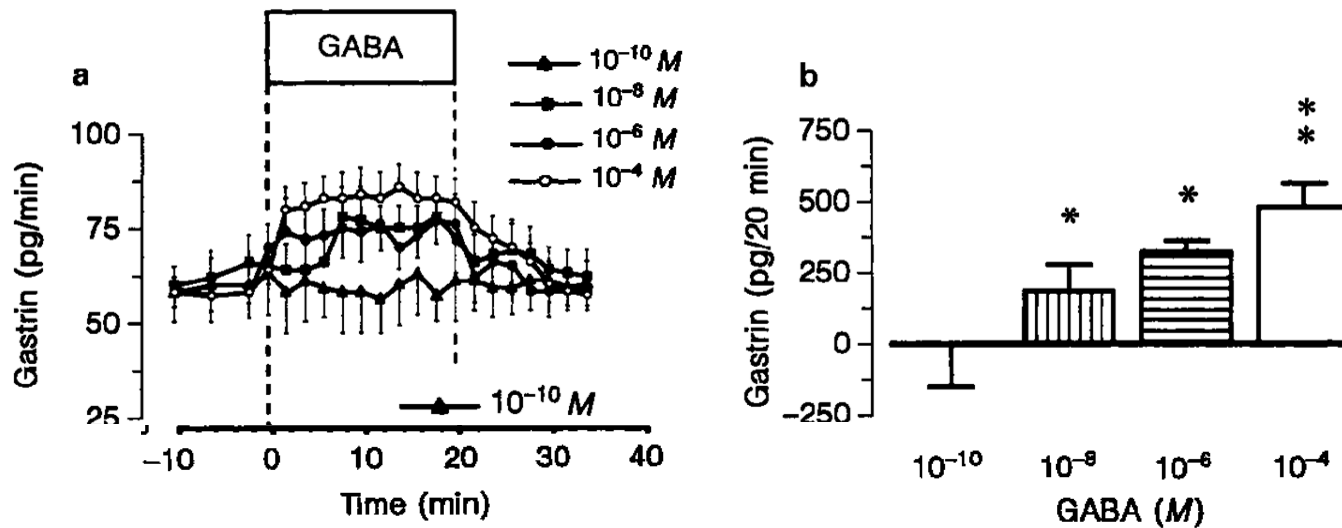 GABA
a
10⁻¹⁰ M
10⁻⁸ M
10⁻⁶ M
10⁻⁴ M
Gastrin (pg/min)
100
75
50
25
10⁻¹⁰ M
−10 0 10 20 30 40
Time (min)
b
Gastrin (pg/20 min)
750
500
250
0
−250
*
*
*
*
10⁻¹⁰ 10⁻⁸ 10⁻⁶ 10⁻⁴
GABA (M)